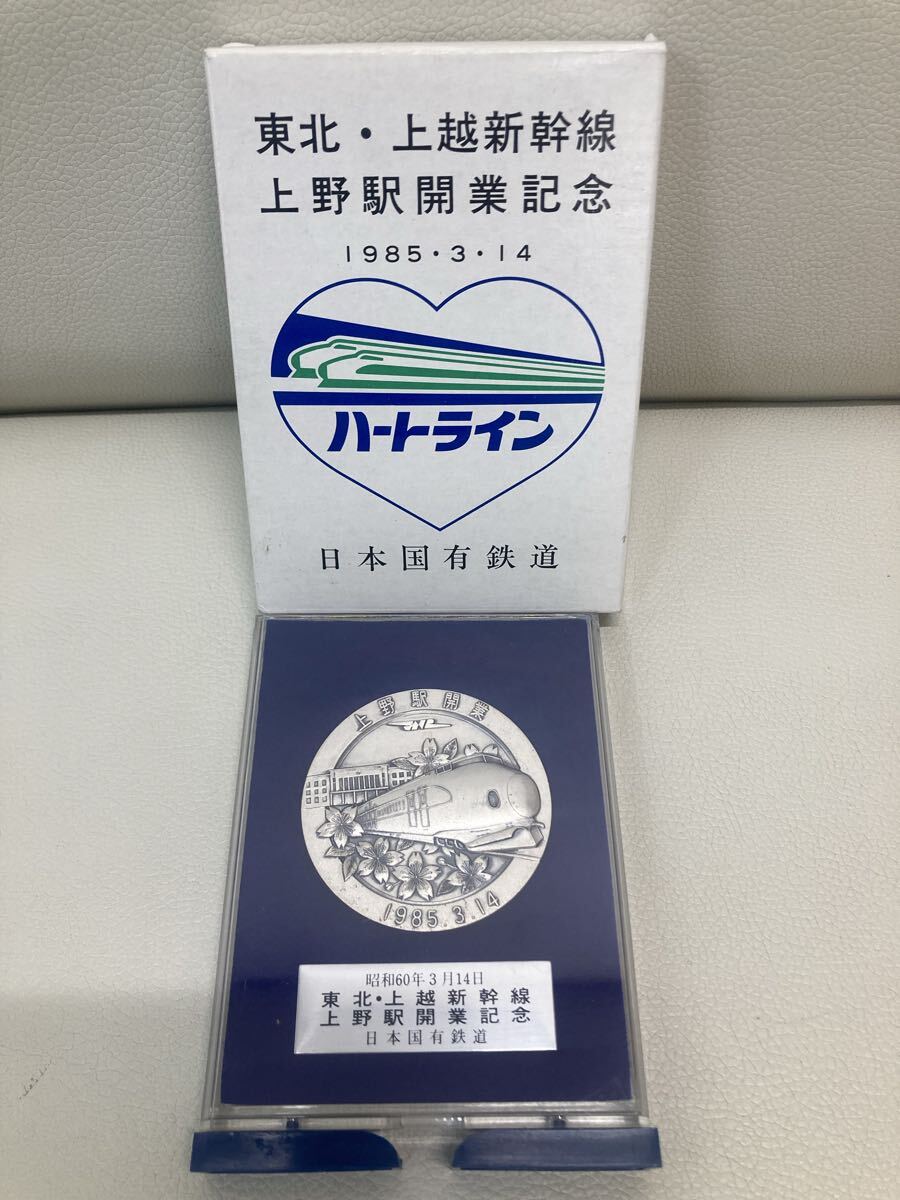 東北・上越新幹線
上野駅開業記念
1985・3・14
ハートライン
日本国有鉄道
上野駅開業
JNR
1985.3.14
昭和60年3月14日
東北・上越新幹線
上野駅開業記念
日本国有鉄道